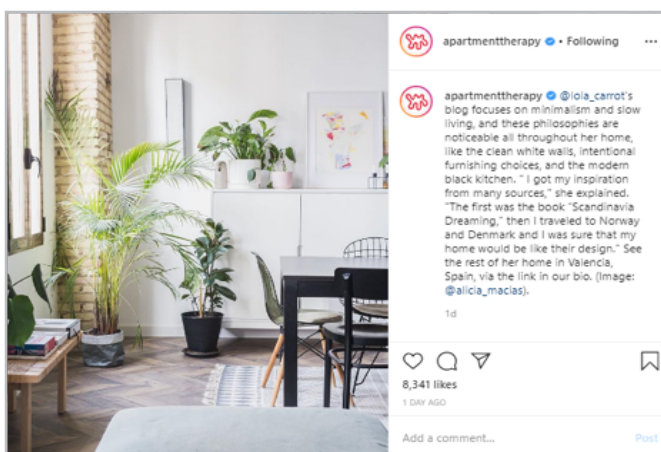 apartmenttherapy • Following
apartmenttherapy @lola_carrot's
blog focuses on minimalism and slow
living, and these philosophies are
noticeable all throughout her home,
like the clean white walls, intentional
furnishing choices, and the modern
black kitchen. " I got my inspiration
from many sources," she explained.
"The first was the book "Scandinavia
Dreaming," then I traveled to Norway
and Denmark and I was sure that my
home would be like their design." See
the rest of her home in Valencia,
Spain, via the link in our bio. (Image:
@alicia_macias).
1d
8,341 likes
1 DAY AGO
Add a comment... Post